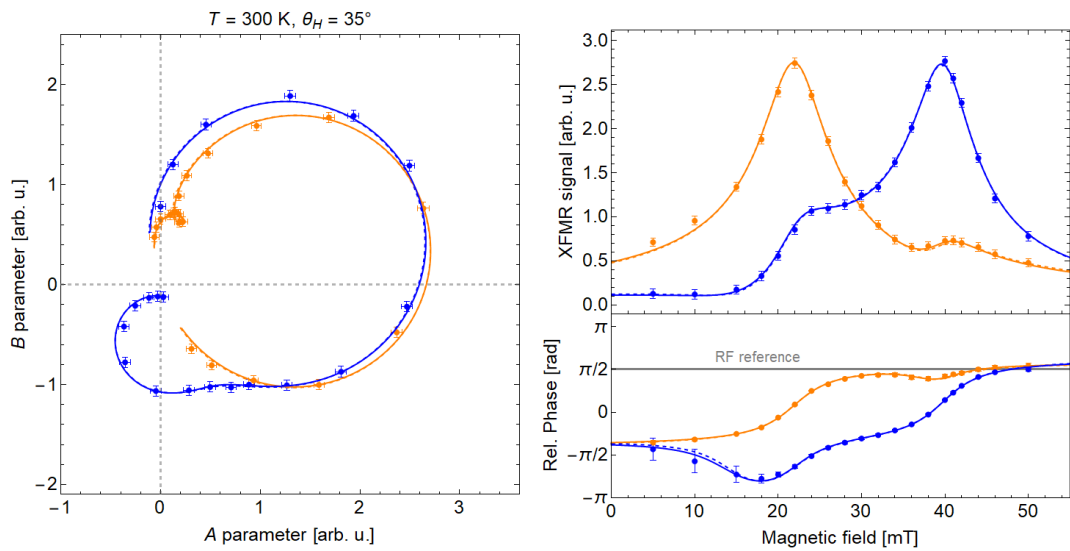 T = 300 K, θH = 35°
B parameter [arb. u.]
2
1
0
−1
−2
−1
0
1
2
3
A parameter [arb. u.]
XFMR signal [arb. u.]
3.0
2.5
2.0
1.5
1.0
0.5
0.0
Rel. Phase [rad]
π
π/2
0
−π/2
−π
RF reference
0
10
20
30
40
50
Magnetic field [mT]